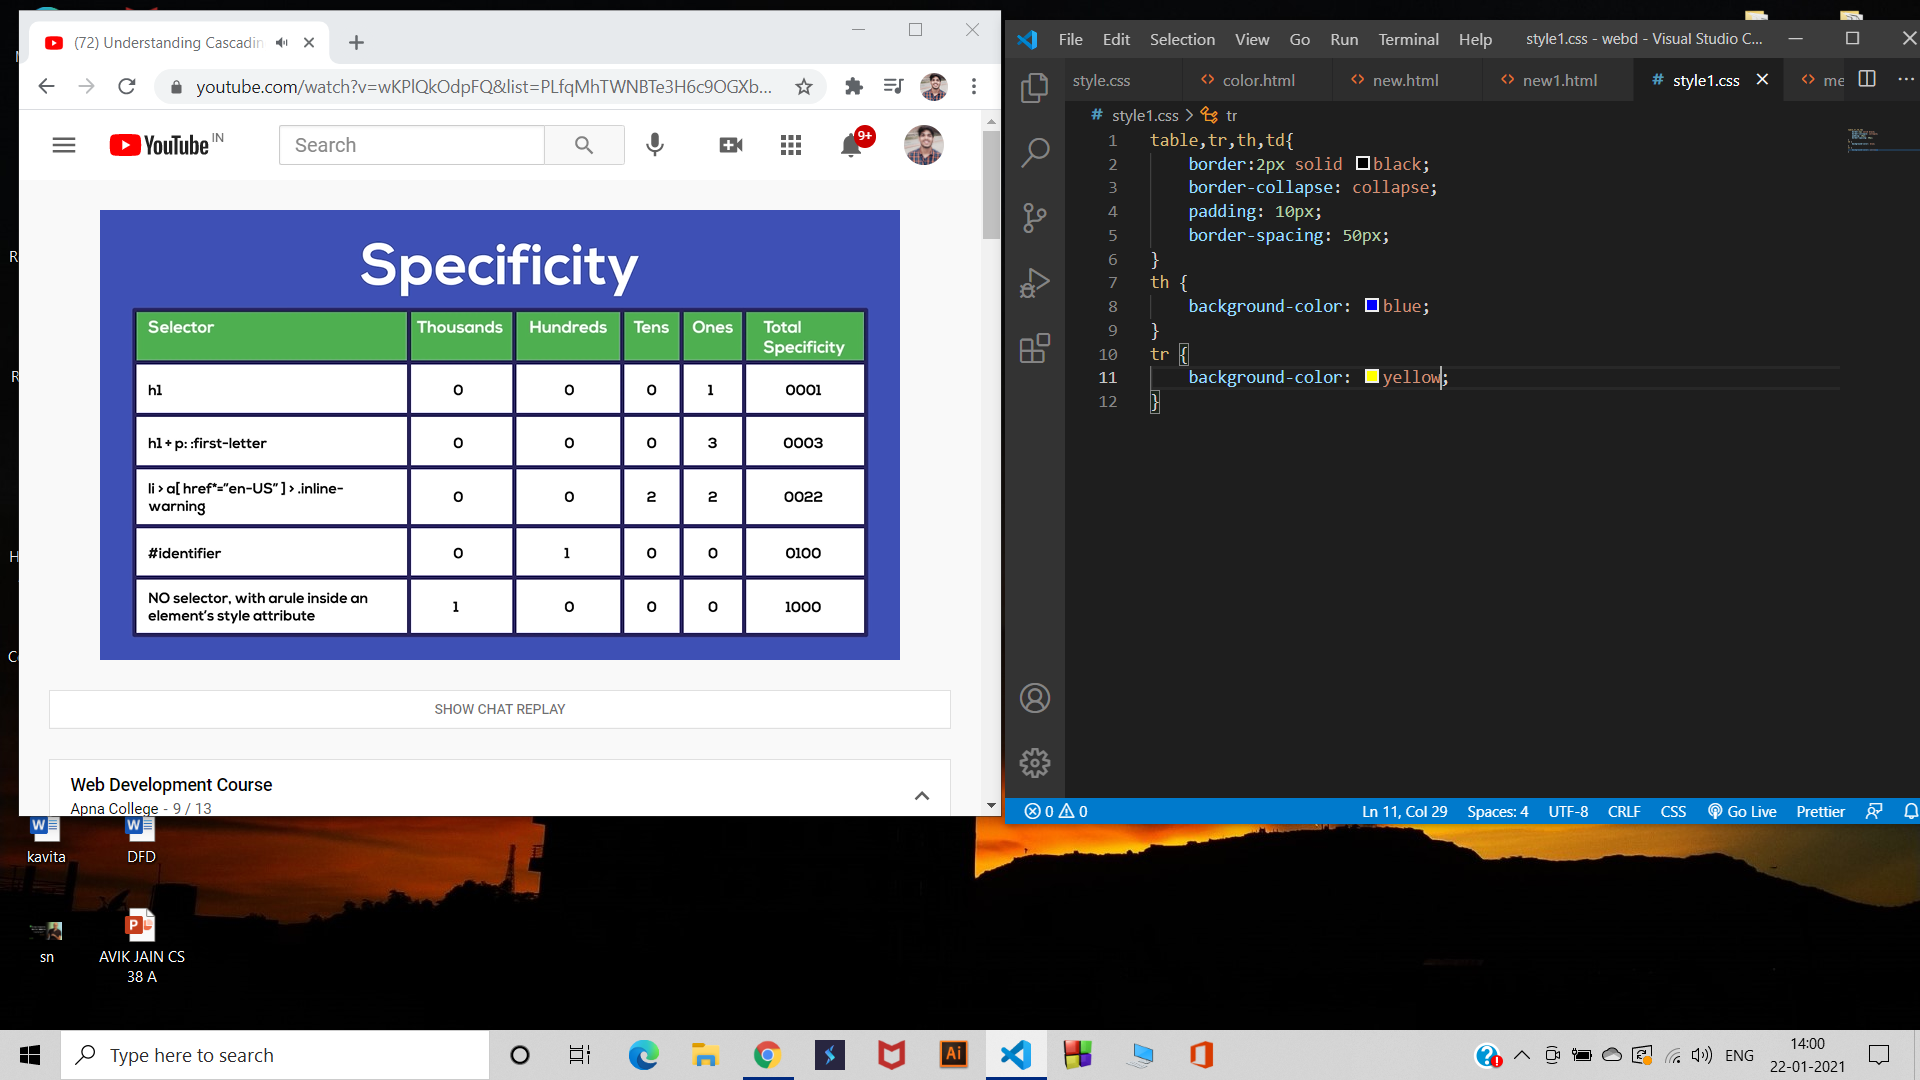 (72) Understanding Cascadin
youtube.com/watch?v=wKPlQkOdpFQ&list=PLfqMhTWNBTe3H6c9OGXb...
YouTube IN
Search
9+
Specificity
Selector Thousands Hundreds Tens Ones Total
Specificity
h1 0 0 0 1 0001
h1 + p: :first-letter 0 0 0 3 0003
li > a[ href*="en-US" ] > .inline-
warning 0 0 2 2 0022
#identifier 0 1 0 0 0100
NO selector, with arule inside an
element's style attribute 1 0 0 0 1000
SHOW CHAT REPLAY
Web Development Course
Apna College - 9 / 13
File Edit Selection View Go Run Terminal Help style1.css - webd - Visual Studio C...
style.css color.html new.html new1.html # style1.css me
# style1.css > tr
1 table,tr,th,td{
2 border:2px solid black;
3 border-collapse: collapse;
4 padding: 10px;
5 border-spacing: 50px;
6 }
7 th {
8 background-color: blue;
9 }
10 tr {
11 background-color: yellow;
12 }
0 0 Ln 11, Col 29 Spaces: 4 UTF-8 CRLF CSS Go Live Prettier
kavita
DFD
sn
AVIK JAIN CS
38 A
Type here to search
Ai
ENG
14:00
22-01-2021